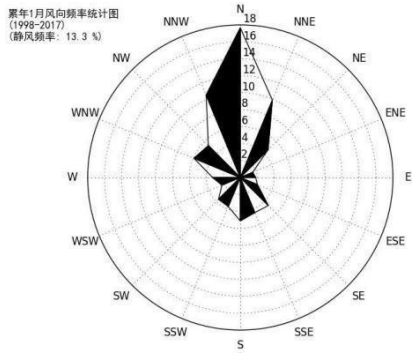 累年1月风向频率统计图
(1998-2017)
(静风频率: 13.3 %)
N
NNW
NNE
NW
NE
WNW
ENE
W
E
WSW
ESE
SW
SE
SSW
SSE
S
18
16
14
12
10
8
6
4
2